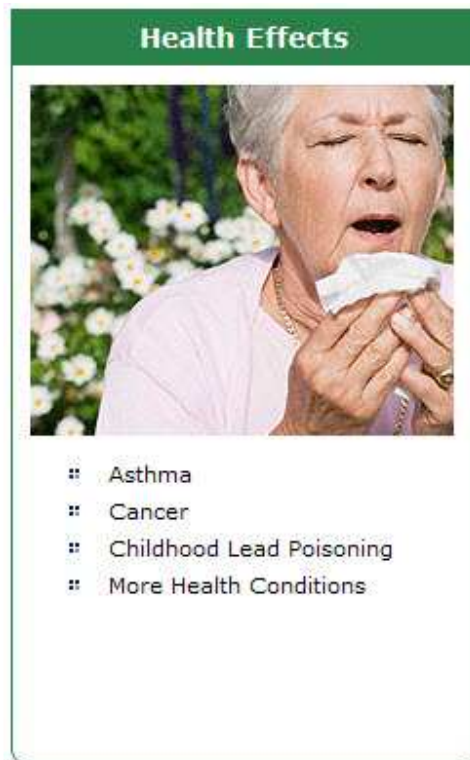 Health Effects
Asthma
Cancer
Childhood Lead Poisoning
More Health Conditions